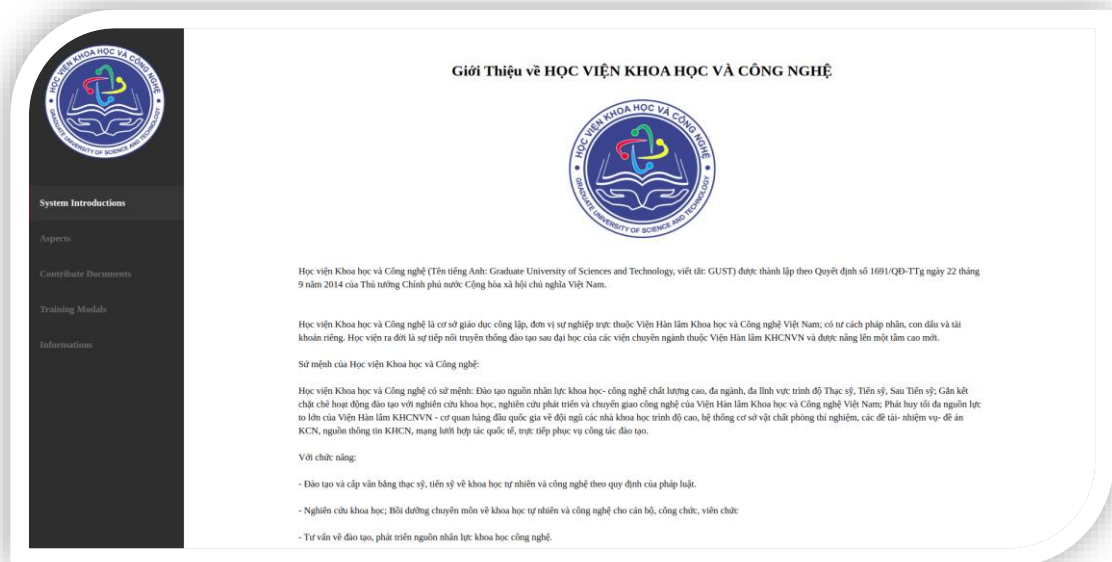 HỌC VIỆN KHOA HỌC VÀ CÔNG NGHỆ
GRADUATE UNIVERSITY OF SCIENCE AND TECHNOLOGY
System Introductions
Aspects
Contribute Documents
Training Modals
Informations
Giới Thiệu về HỌC VIỆN KHOA HỌC VÀ CÔNG NGHỆ
HỌC VIỆN KHOA HỌC VÀ CÔNG NGHỆ
GRADUATE UNIVERSITY OF SCIENCE AND TECHNOLOGY
Học viện Khoa học và Công nghệ (Tên tiếng Anh: Graduate University of Sciences and Technology, viết tắt: GUST) được thành lập theo Quyết định số 1691/QĐ-TTg ngày 22 tháng
9 năm 2014 của Thủ tướng Chính phủ nước Cộng hòa xã hội chủ nghĩa Việt Nam.
Học viện Khoa học và Công nghệ là cơ sở giáo dục công lập, đơn vị sự nghiệp trực thuộc Viện Hàn lâm Khoa học và Công nghệ Việt Nam; có tư cách pháp nhân, con dấu và tài
khoản riêng. Học viện ra đời là sự tiếp nối truyền thống đào tạo sau đại học của các viện chuyên ngành thuộc Viện Hàn lâm KHCNVN và được nâng lên một tầm cao mới.
Sứ mệnh của Học viện Khoa học và Công nghệ:
Học viện Khoa học và Công nghệ có sứ mệnh: Đào tạo nguồn nhân lực khoa học- công nghệ chất lượng cao, đa ngành, đa lĩnh vực trình độ Thạc sỹ, Tiến sỹ, Sau Tiến sỹ; Gắn kết
chặt chẽ hoạt động đào tạo với nghiên cứu khoa học, nghiên cứu phát triển và chuyển giao công nghệ của Viện Hàn lâm Khoa học và Công nghệ Việt Nam; Phát huy tối đa nguồn lực
to lớn của Viện Hàn lâm KHCNVN - cơ quan hàng đầu quốc gia về đội ngũ các nhà khoa học trình độ cao, hệ thống cơ sở vật chất phòng thí nghiệm, các đề tài- nhiệm vụ- đề án
KCN, nguồn thông tin KHCN, mạng lưới hợp tác quốc tế, trực tiếp phục vụ công tác đào tạo.
Với chức năng:
- Đào tạo và cấp văn bằng thạc sỹ, tiến sỹ về khoa học tự nhiên và công nghệ theo quy định của pháp luật.
- Nghiên cứu khoa học; Bồi dưỡng chuyên môn về khoa học tự nhiên và công nghệ cho cán bộ, công chức, viên chức
- Tư vấn về đào tạo, phát triển nguồn nhân lực khoa học công nghệ.